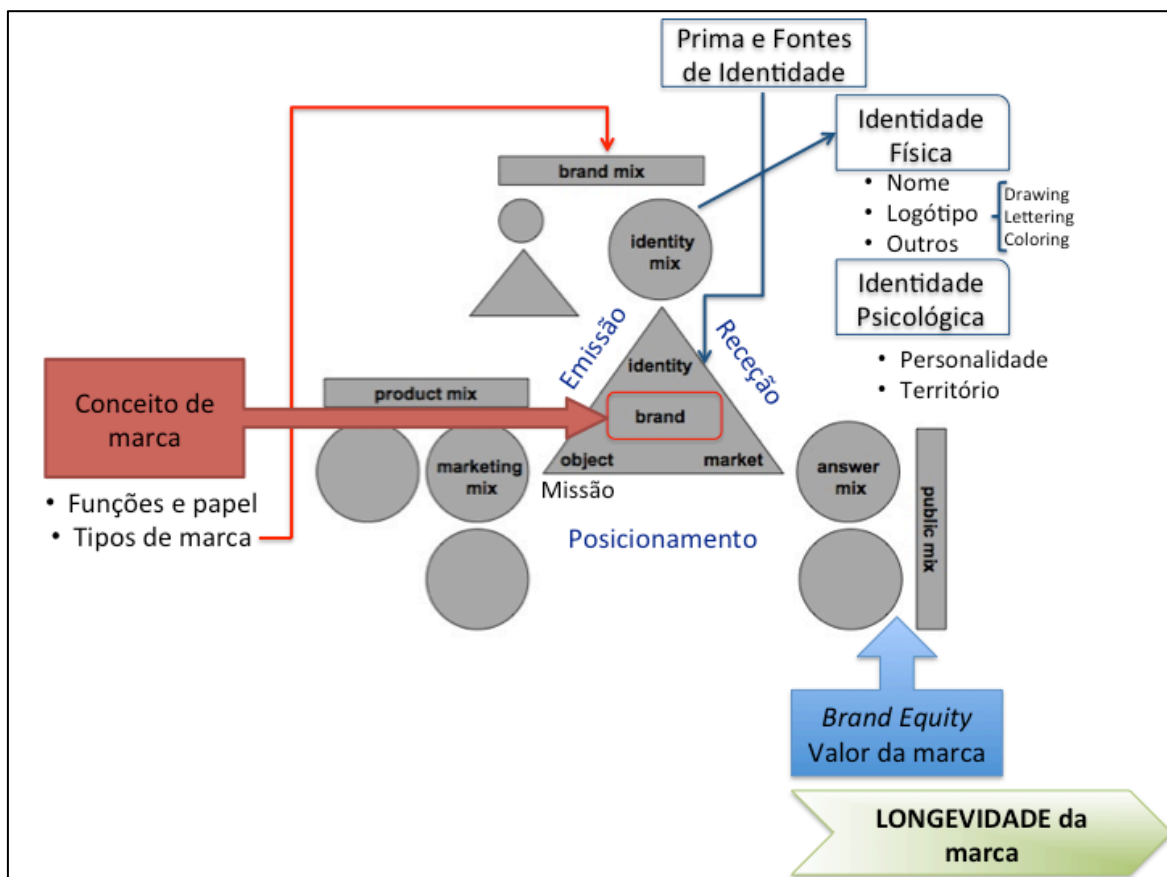 Prima e Fontes
de Identidade
Identidade
Física
• Nome
• Logótipo
• Outros
Drawing
Lettering
Coloring
Identidade
Psicológica
• Personalidade
• Território
brand mix
identity
mix
Emissão
Receção
identity
brand
object
market
Missão
Posicionamento
Conceito de
marca
• Funções e papel
• Tipos de marca
product mix
marketing
mix
answer
mix
public mix
Brand Equity
Valor da marca
LONGEVIDADE da
marca